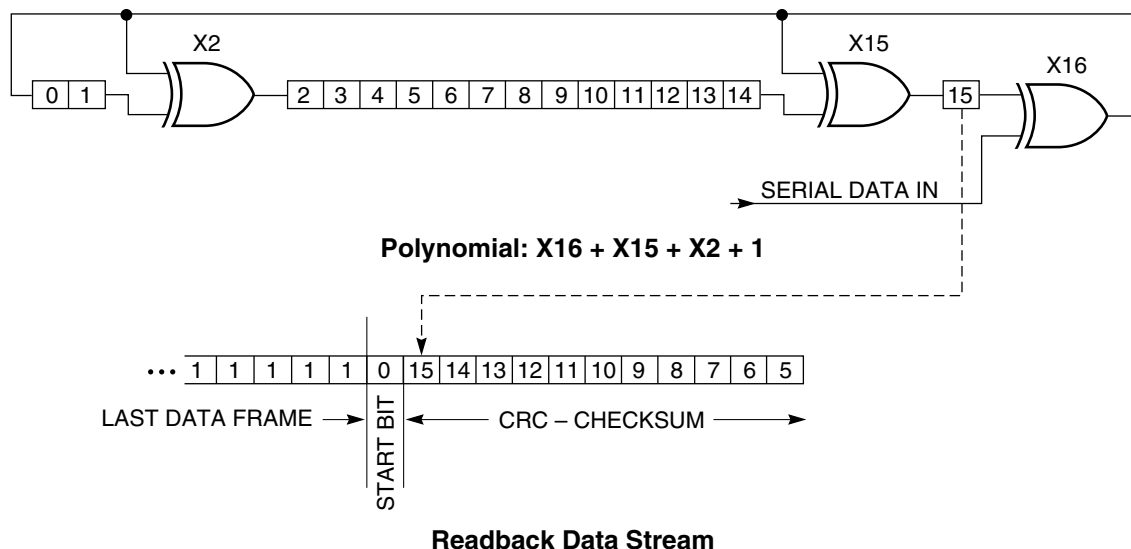 X2
X15
X16
0 1
2 3 4 5 6 7 8 9 10 11 12 13 14
15
SERIAL DATA IN
Polynomial: X16 + X15 + X2 + 1
••• 1 1 1 1 1 0 15 14 13 12 11 10 9 8 7 6 5
LAST DATA FRAME
START BIT
CRC – CHECKSUM
Readback Data Stream